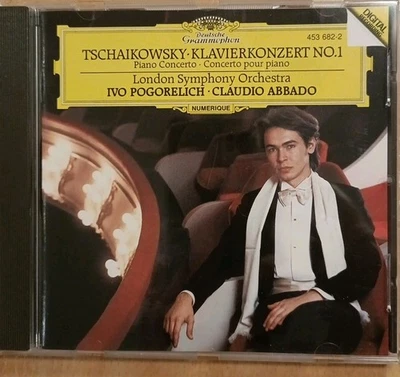 Deutsche
Grammophon
453 682-2
DIGITAL
TSCHAIKOWSKY·KLAVIERKONZERT NO.1
Piano Concerto · Concerto pour piano
London Symphony Orchestra
IVO POGORELICH · CLAUDIO ABBADO
NUMERIQUE